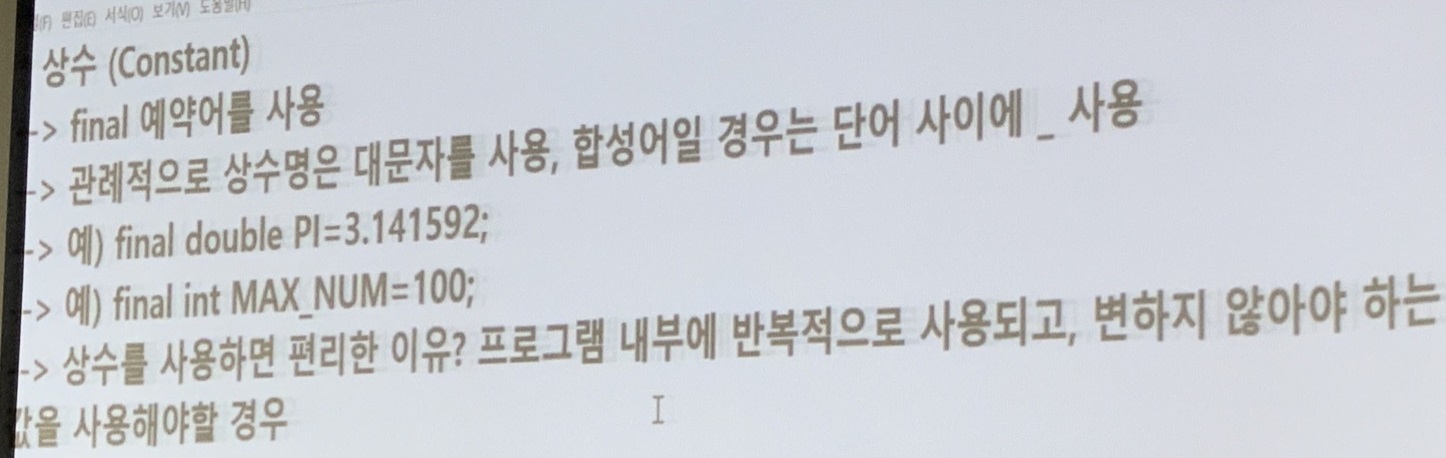 편집(E) 서식(O) 보기(V) 도움말(H)
상수 (Constant)
-> final 예약어를 사용
-> 관례적으로 상수명은 대문자를 사용, 합성어일 경우는 단어 사이에 _ 사용
-> 예) final double PI=3.141592;
-> 예) final int MAX_NUM=100;
-> 상수를 사용하면 편리한 이유? 프로그램 내부에 반복적으로 사용되고, 변하지 않아야 하는
값을 사용해야할 경우